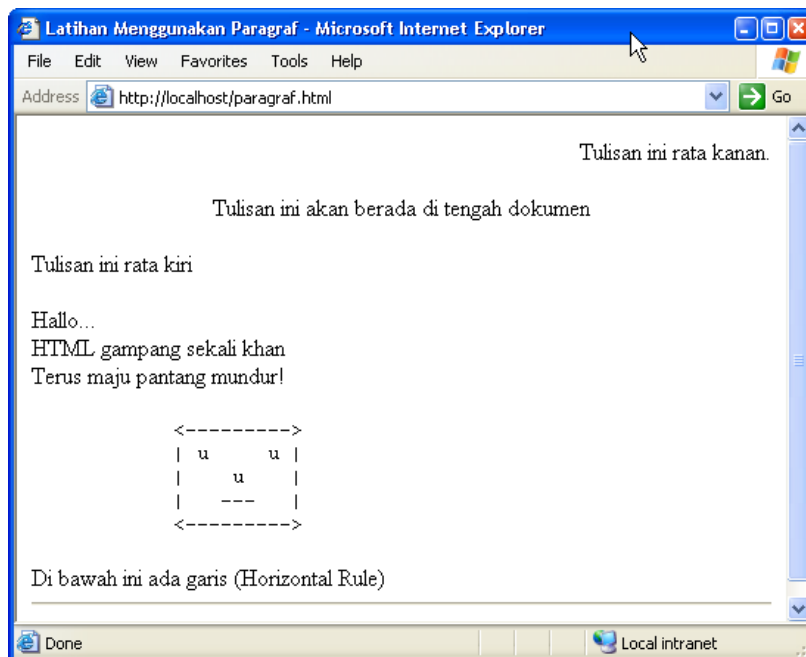 Latihan Menggunakan Paragraf - Microsoft Internet Explorer
File Edit View Favorites Tools Help
Address http://localhost/paragraf.html Go
Tulisan ini rata kanan.
Tulisan ini akan berada di tengah dokumen
Tulisan ini rata kiri
Hallo...
HTML gampang sekali khan
Terus maju pantang mundur!
<--------->
| u     u |
|    u    |
|   ---   |
<--------->
Di bawah ini ada garis (Horizontal Rule)
Done Local intranet